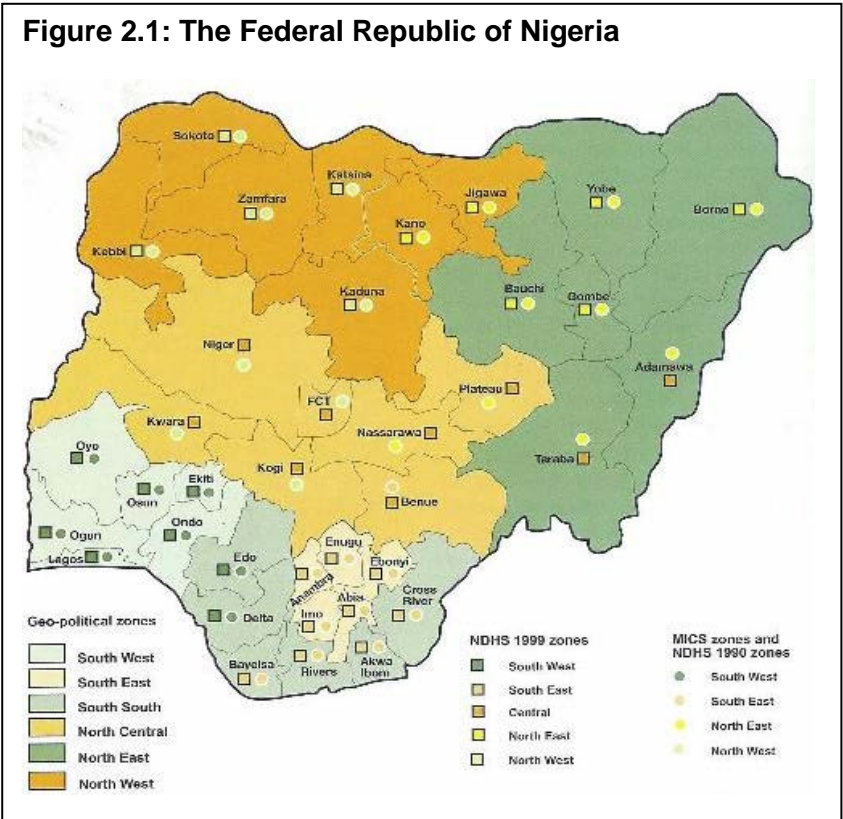 Figure 2.1: The Federal Republic of Nigeria
Sokoto
Katsina
Zamfara
Jigawa
Yobe
Borno
Kano
Kebbi
Kaduna
Bauchi
Gombe
Niger
Adamawa
Plateau
FCT
Kwara
Nassarawa
Oyo
Kogi
Taraba
Ekiti
Osun
Benue
Ondo
Ogun
Enugu
Lagos
Edo
Ebonyi
Anambra
Cross
River
Abia
Imo
Delta
Bayelsa
Rivers
Akwa
Ibom
Geo-political zones
South West
South East
South South
North Central
North East
North West
NDHS 1999 zones
South West
South East
Central
North East
North West
MICS zones and
NDHS 1990 zones
South West
South East
North East
North West